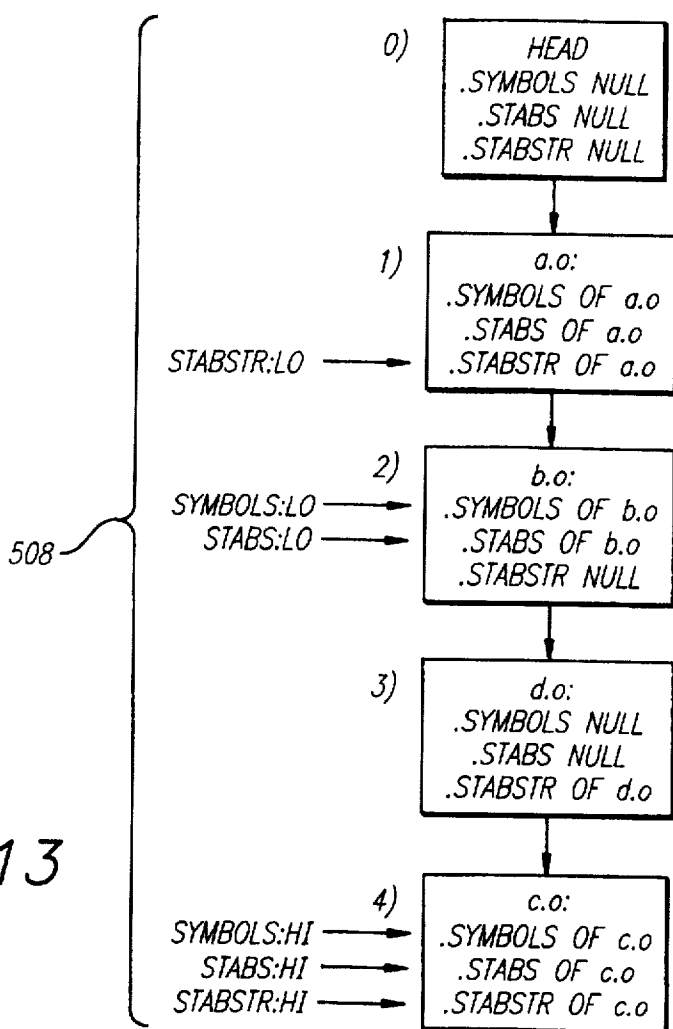 0)
HEAD
.SYMBOLS NULL
.STABS NULL
.STABSTR NULL
1)
a.o:
.SYMBOLS OF a.o
.STABS OF a.o
STABSTR:LO
.STABSTR OF a.o
2)
b.o:
SYMBOLS:LO
.SYMBOLS OF b.o
STABS:LO
.STABS OF b.o
.STABSTR NULL
508
3)
d.o:
.SYMBOLS NULL
.STABS NULL
.STABSTR OF d.o
13
4)
c.o:
SYMBOLS:HI
.SYMBOLS OF c.o
STABS:HI
.STABS OF c.o
STABSTR:HI
.STABSTR OF c.o